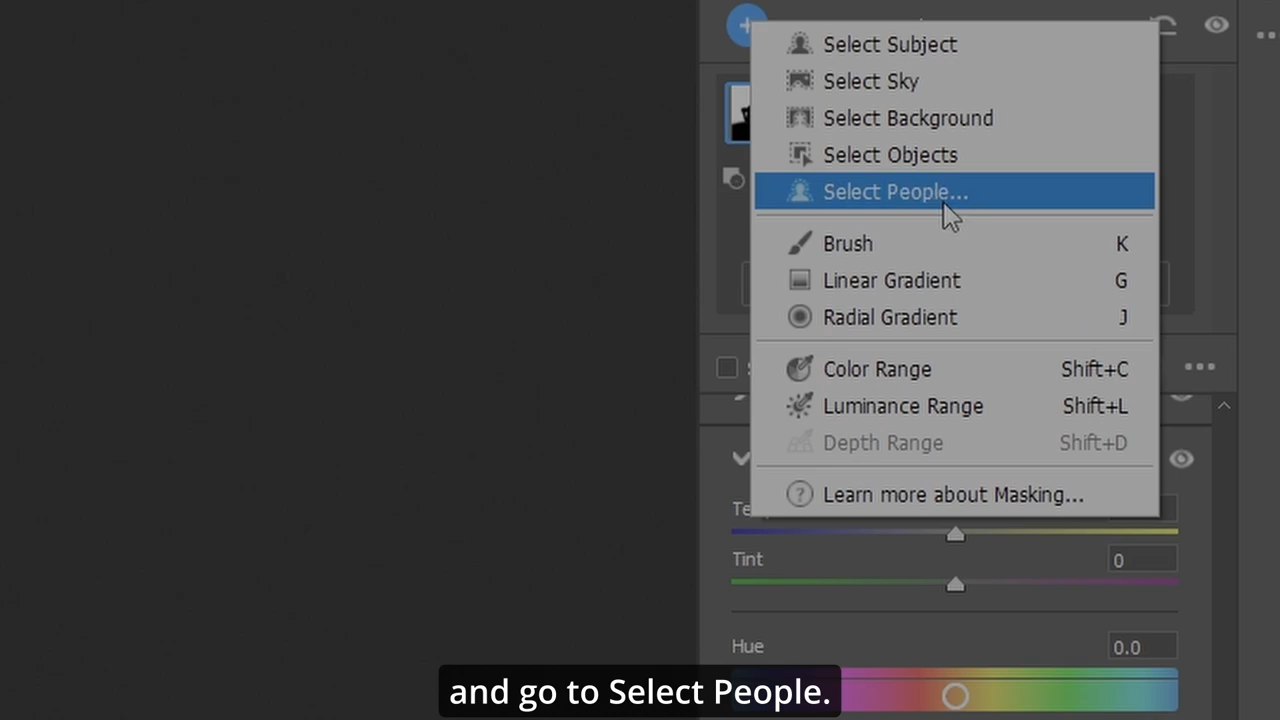 Select Subject
Select Sky
Select Background
Select Objects
Select People...
Brush K
Linear Gradient G
Radial Gradient J
Color Range Shift+C
Luminance Range Shift+L
Depth Range Shift+D
Learn more about Masking...
Tint 0
Hue 0.0
and go to Select People.